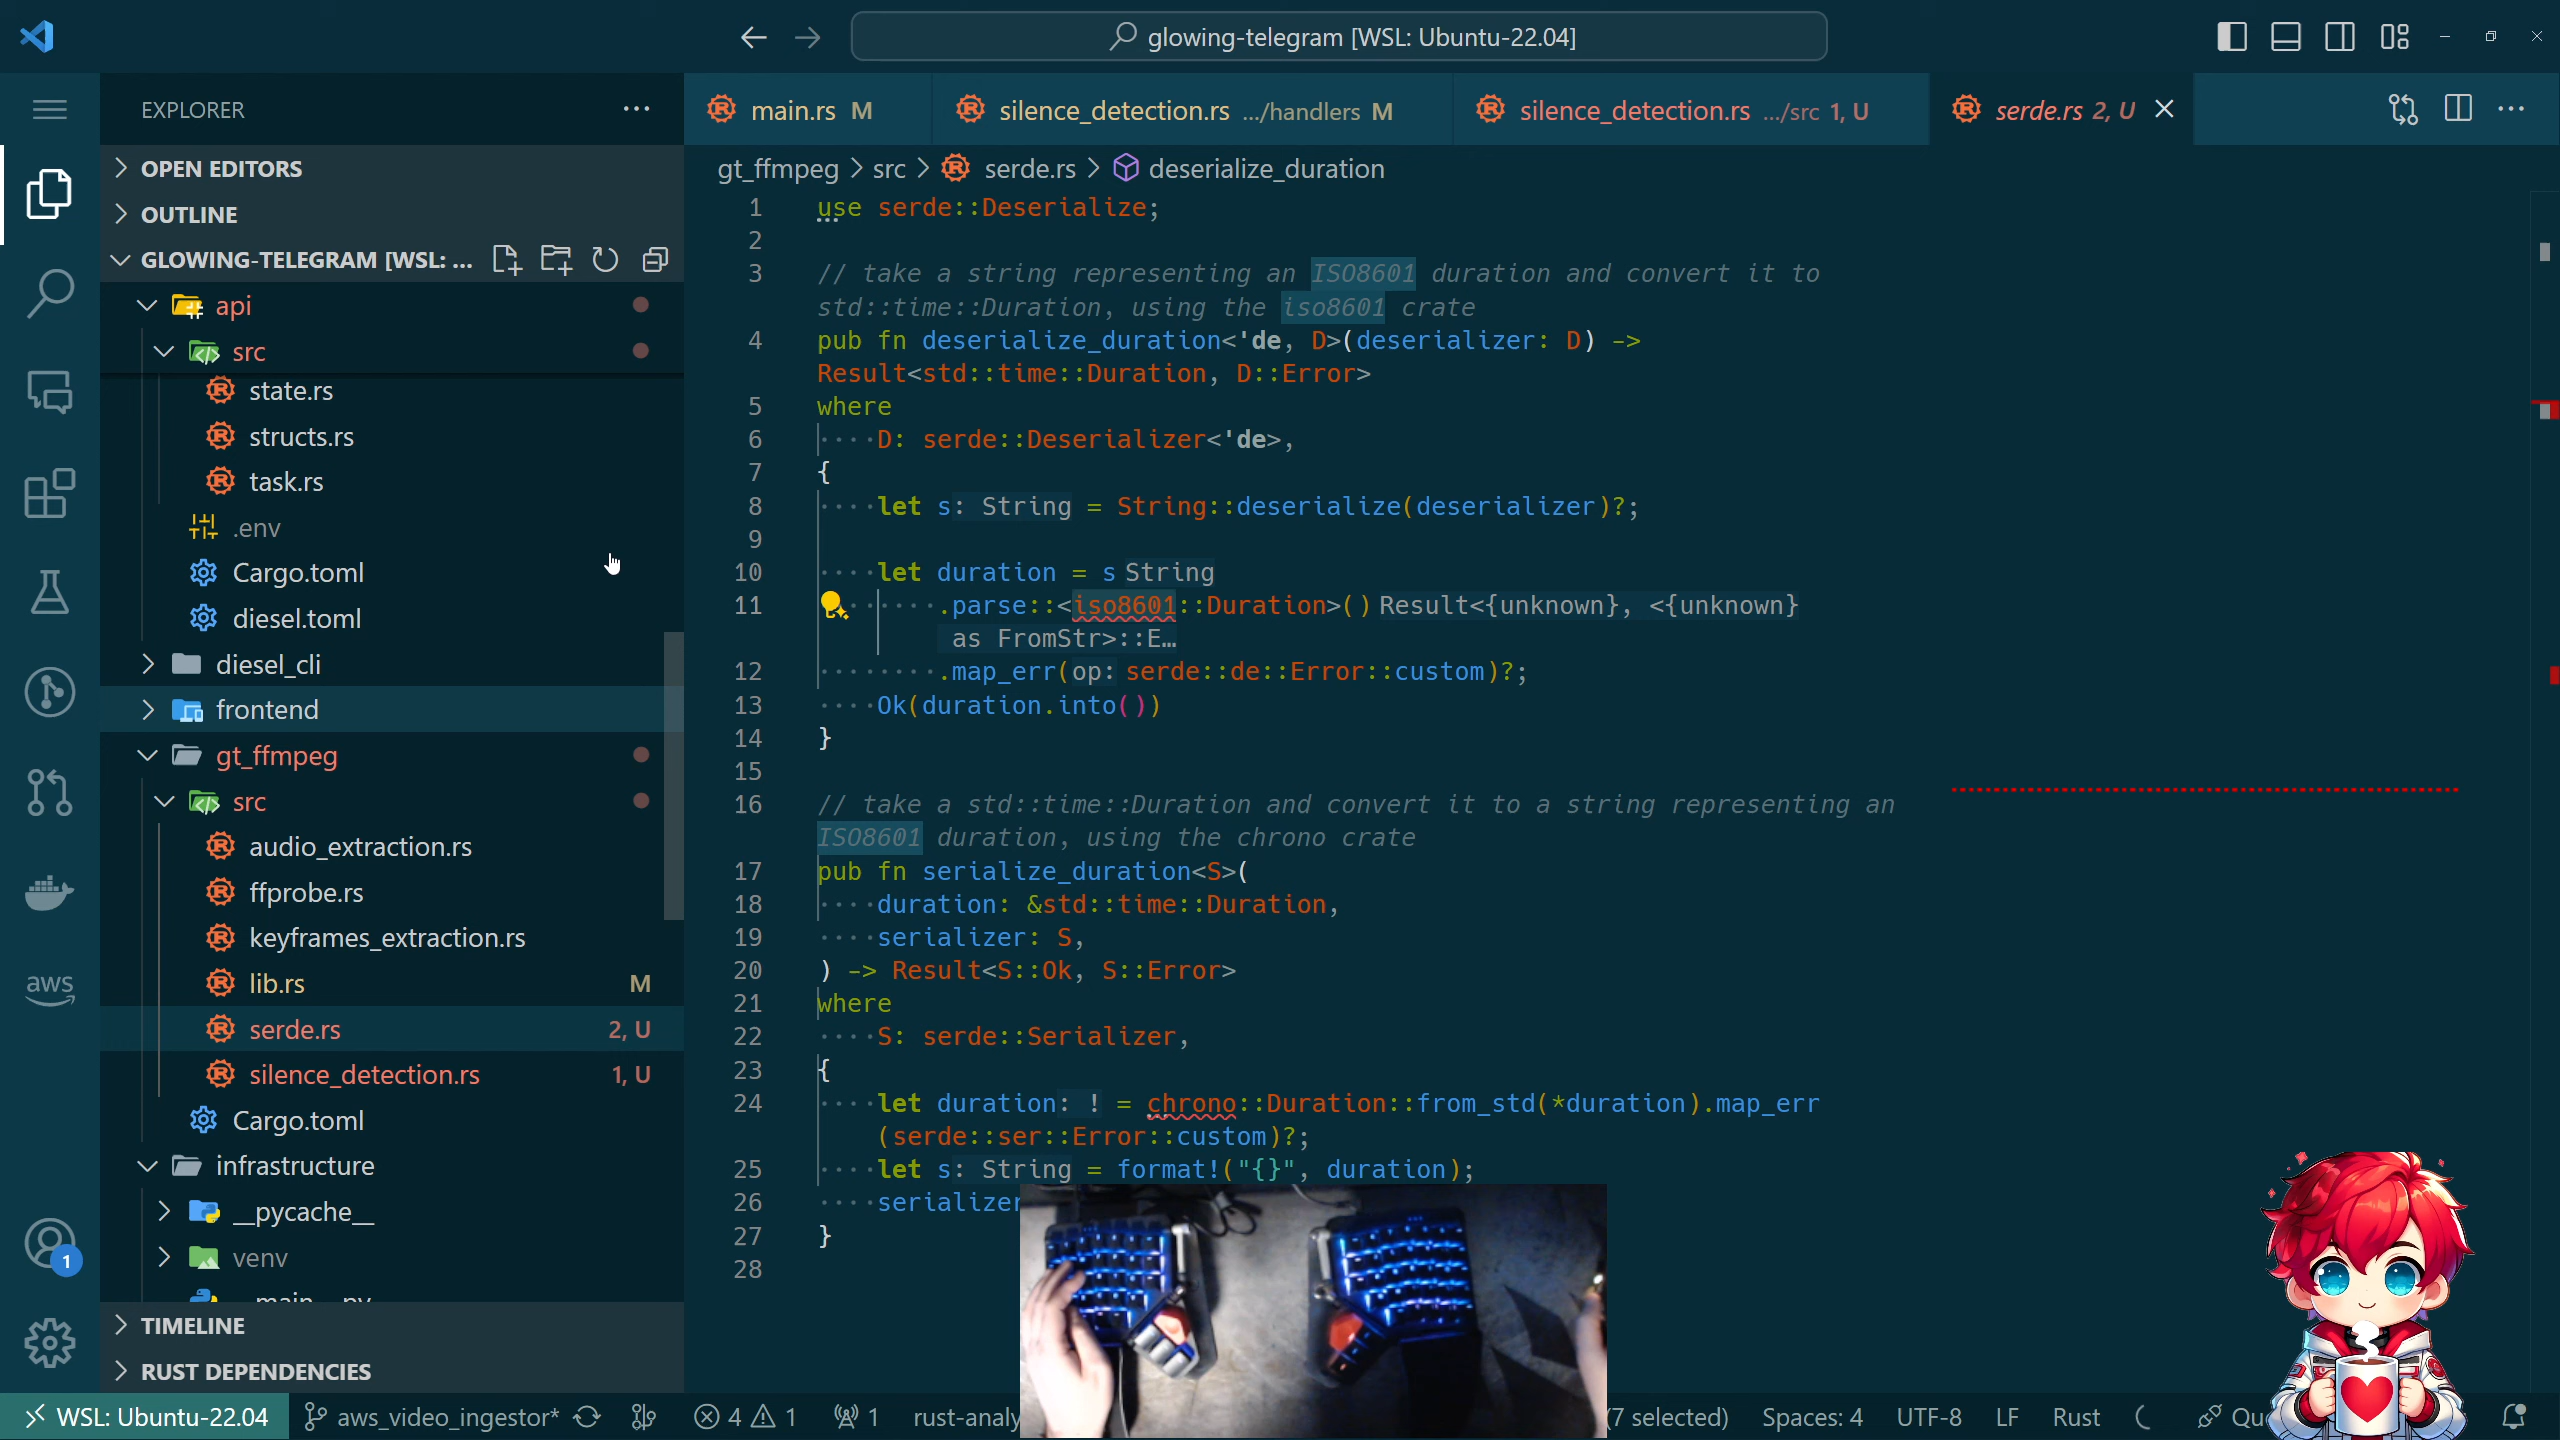 glowing-telegram [WSL: Ubuntu-22.04]
EXPLORER
OPEN EDITORS
OUTLINE
GLOWING-TELEGRAM [WSL: ...
api
src
state.rs
structs.rs
task.rs
.env
Cargo.toml
diesel.toml
diesel_cli
frontend
gt_ffmpeg
src
audio_extraction.rs
ffprobe.rs
keyframes_extraction.rs
lib.rs M
serde.rs 2, U
silence_detection.rs 1, U
Cargo.toml
infrastructure
__pycache__
venv
TIMELINE
RUST DEPENDENCIES
aws
1
main.rs M
silence_detection.rs .../handlers M
silence_detection.rs .../src 1, U
serde.rs 2, U
gt_ffmpeg > src > serde.rs > deserialize_duration
1 use serde::Deserialize;
2
3 // take a string representing an ISO8601 duration and convert it to
std::time::Duration, using the iso8601 crate
4 pub fn deserialize_duration<'de, D>(deserializer: D) ->
Result<std::time::Duration, D::Error>
5 where
6 ····D: serde::Deserializer<'de>,
7 {
8 ····let s: String = String::deserialize(deserializer)?;
9
10 ····let duration = s String
11 ········.parse::<iso8601::Duration>() Result<{unknown}, <{unknown}
as FromStr>::E…
12 ········.map_err(op: serde::de::Error::custom)?;
13 ····Ok(duration.into())
14 }
15
16 // take a std::time::Duration and convert it to a string representing an
ISO8601 duration, using the chrono crate
17 pub fn serialize_duration<S>(
18 ····duration: &std::time::Duration,
19 ····serializer: S,
20 ) -> Result<S::Ok, S::Error>
21 where
22 ····S: serde::Serializer,
23 {
24 ····let duration: ! = chrono::Duration::from_std(*duration).map_err
(serde::ser::Error::custom)?;
25 ····let s: String = format!("{}", duration);
26 ····serializer
27 }
28
WSL: Ubuntu-22.04 aws_video_ingestor* 4 1 1 rust-analy 7 selected) Spaces: 4 UTF-8 LF Rust